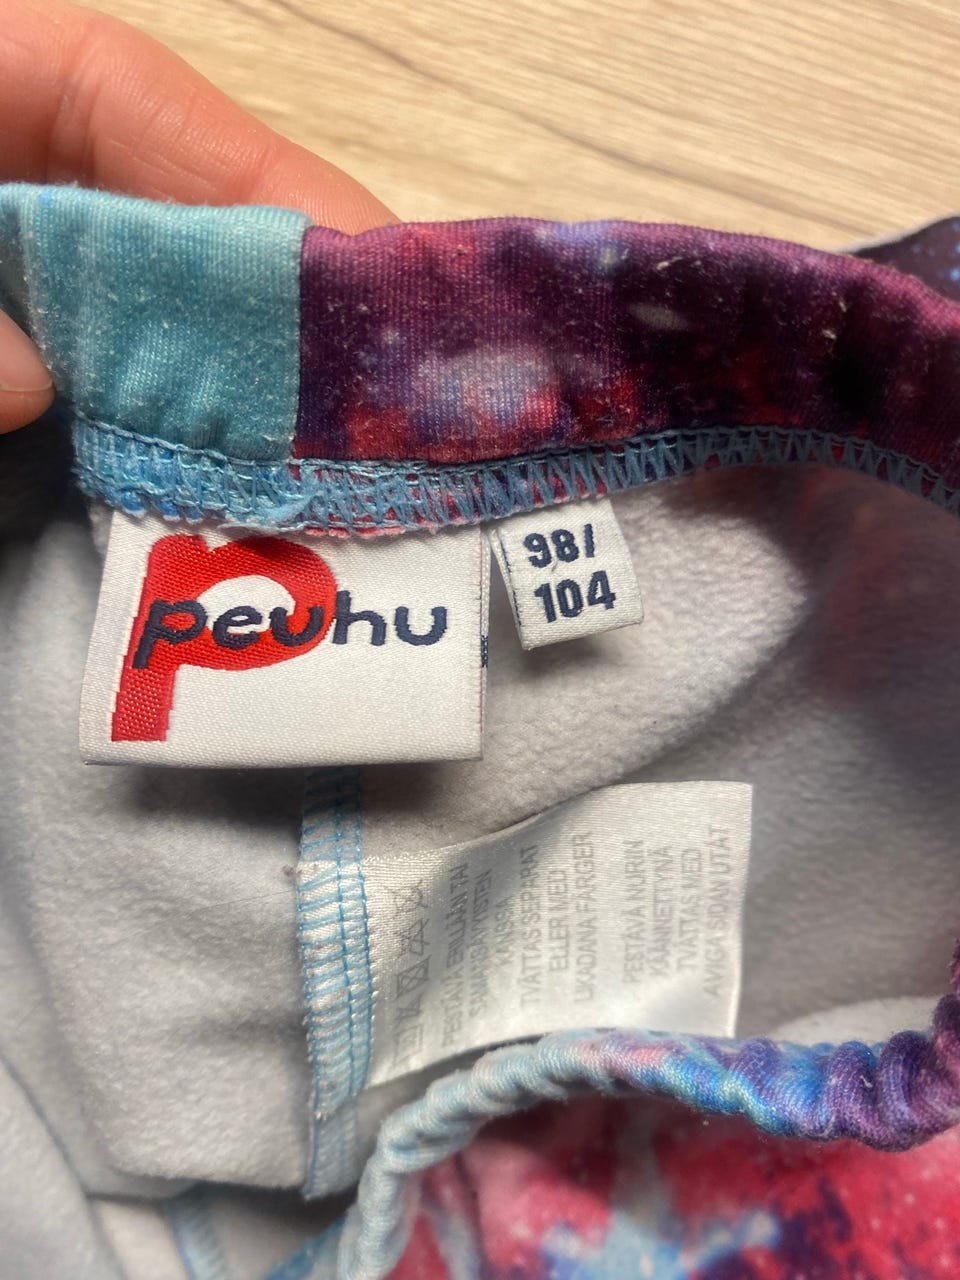 peuhu
98/
104
PESTÄVÄ ERILLÄÄN TAI
SAMANSÄVYISTEN
KANSSA
TVÄTTAS SEPARAT
ELLER MED
LIKADANA FÄRGER
PESTÄVÄ NURIN
KÄÄNNETTYNÄ
TVÄTTAS MED
AVIGA SIDAN UTÅT